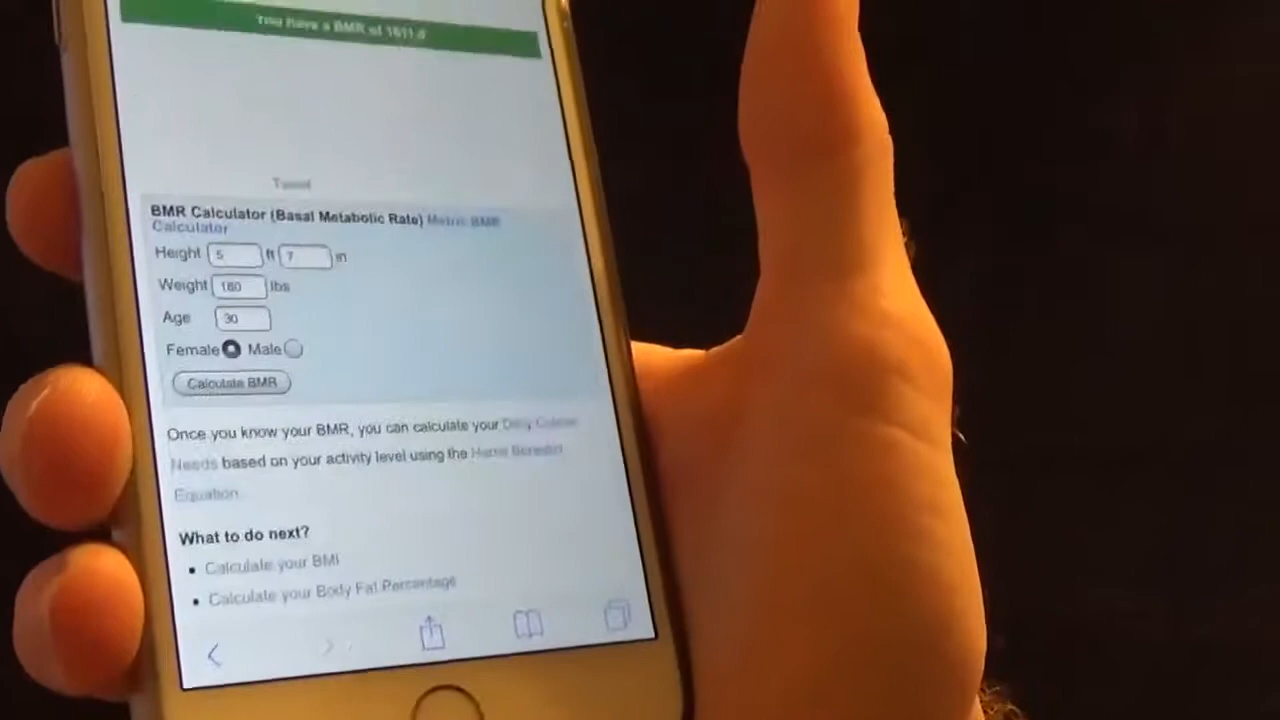 You have a BMR of 1611.9
Tweet
BMR Calculator (Basal Metabolic Rate) Metric BMR
Calculator
Height 5 ft 7 in
Weight 180 lbs
Age 30
Female Male
Calculate BMR
Once you know your BMR, you can calculate your Daily Calorie
Needs based on your activity level using the Harris Benedict
Equation.
What to do next?
• Calculate your BMI
• Calculate your Body Fat Percentage